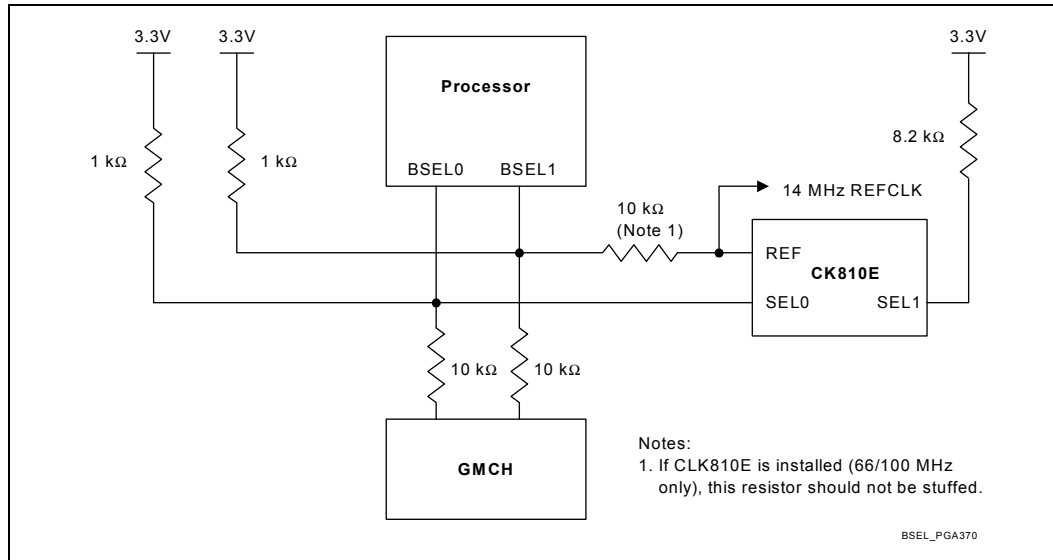 3.3V
3.3V
3.3V
Processor
1 kΩ
1 kΩ
8.2 kΩ
BSEL0
BSEL1
14 MHz REFCLK
10 kΩ
(Note 1)
REF
CK810E
SEL0
SEL1
10 kΩ
10 kΩ
GMCH
Notes:
1. If CLK810E is installed (66/100 MHz
only), this resistor should not be stuffed.
BSEL_PGA370